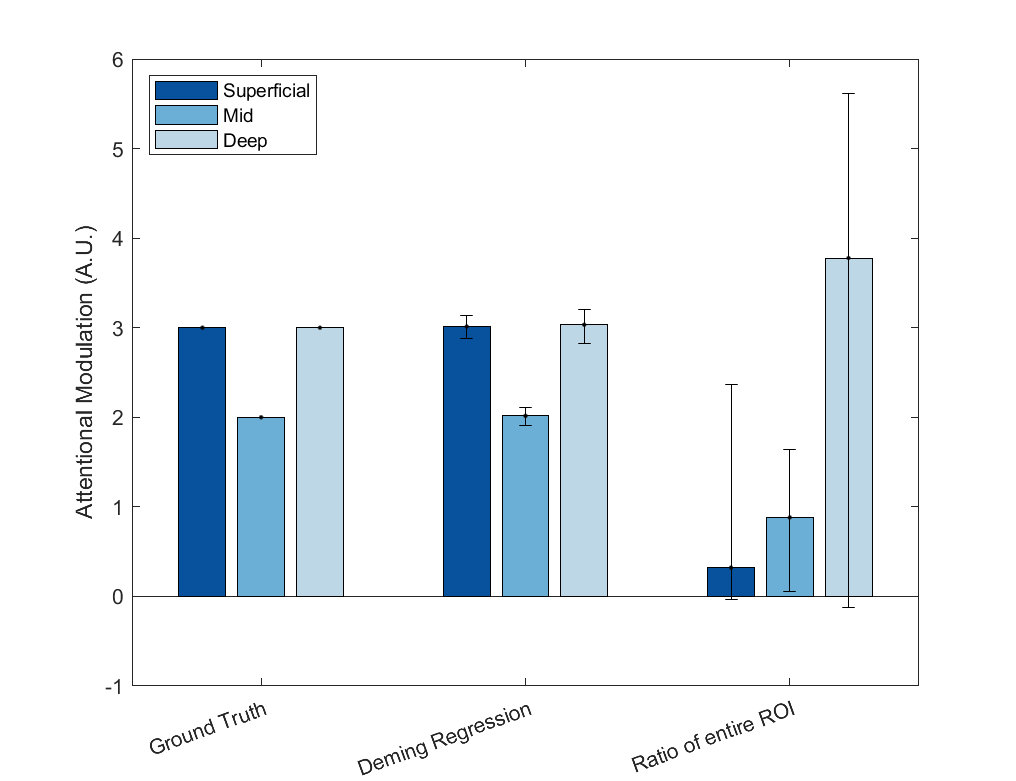 Superficial
Mid
Deep
6
5
4
3
2
1
0
-1
Attentional Modulation (A.U.)
Ground Truth
Deming Regression
Ratio of entire ROI